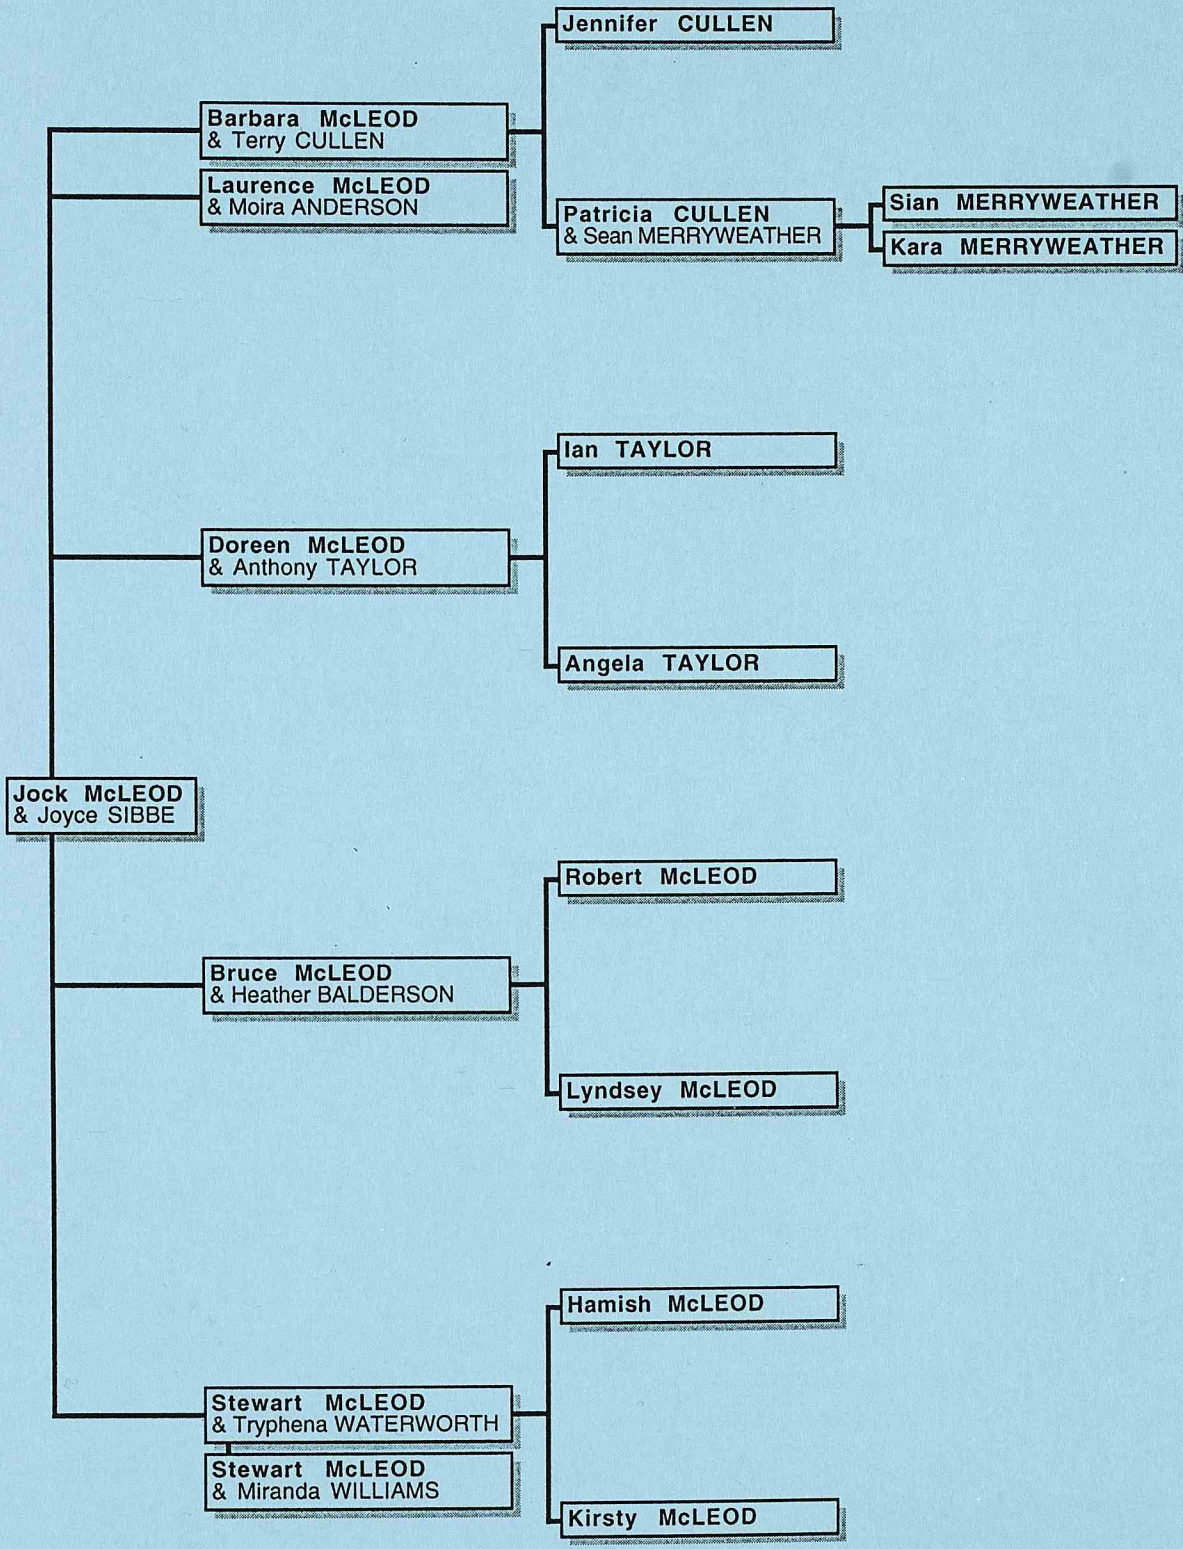 Jennifer CULLEN
Barbara McLEOD
& Terry CULLEN
Laurence McLEOD
& Moira ANDERSON
Patricia CULLEN
& Sean MERRYWEATHER
Sian MERRYWEATHER
Kara MERRYWEATHER
Ian TAYLOR
Doreen McLEOD
& Anthony TAYLOR
Angela TAYLOR
Jock McLEOD
& Joyce SIBBE
Robert McLEOD
Bruce McLEOD
& Heather BALDERSON
Lyndsey McLEOD
Hamish McLEOD
Stewart McLEOD
& Tryphena WATERWORTH
Stewart McLEOD
& Miranda WILLIAMS
Kirsty McLEOD